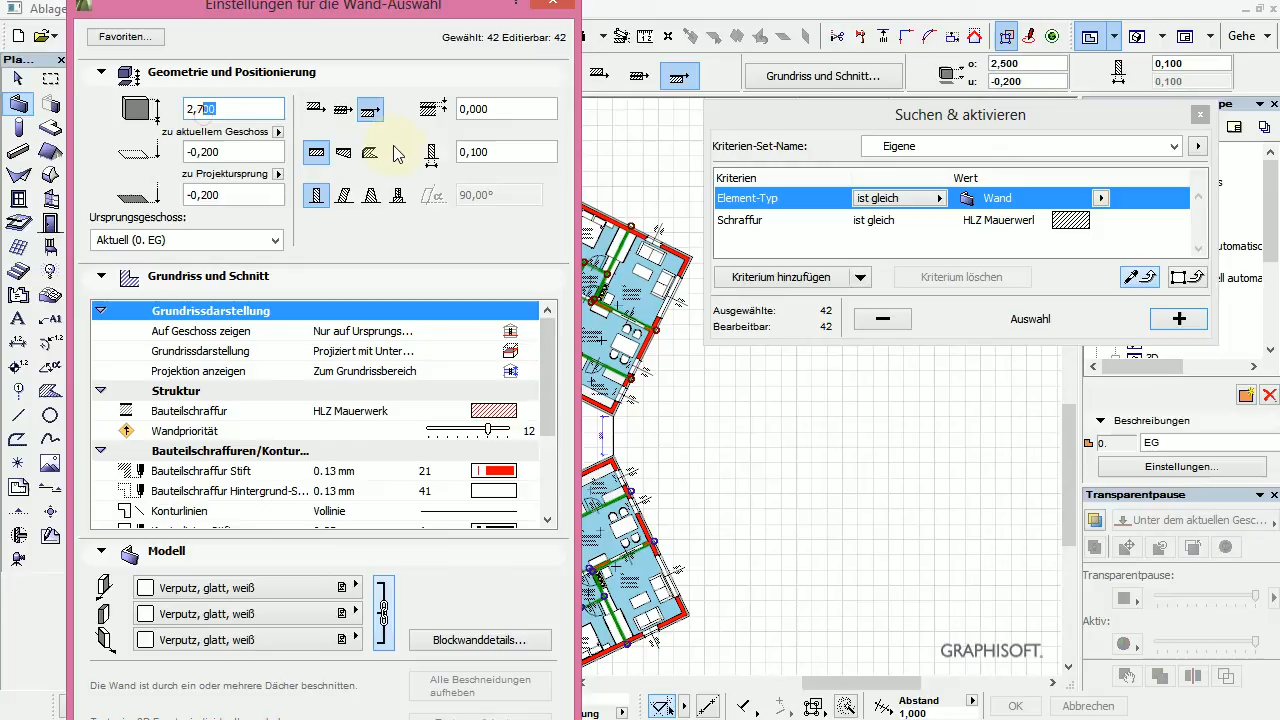 Ablage
Einstellungen für die Wand-Auswahl
?
Favoriten...
Gewählt: 42 Editierbar: 42
Geometrie und Positionierung
2,700
0,000
zu aktuellem Geschoss
-0,200
0,100
zu Projektursprung
-0,200
90,00°
Ursprungsgeschoss:
Aktuell (0. EG)
Grundriss und Schnitt
Grundrissdarstellung
Auf Geschoss zeigen Nur auf Ursprungs...
Grundrissdarstellung Projiziert mit Unter...
Projektion anzeigen Zum Grundrissbereich
Struktur
Bauteilschraffur HLZ Mauerwerk
Wandpriorität 12
Bauteilschraffuren/Kontur...
Bauteilschraffur Stift 0.13 mm 21
Bauteilschraffur Hintergrund-S... 0.13 mm 41
Konturlinien Vollinie
Modell
Verputz, glatt, weiß
Verputz, glatt, weiß
Verputz, glatt, weiß
Blockwanddetails...
Die Wand ist durch ein oder mehrere Dächer beschnitten.
Alle Beschneidungen
aufheben
Pla...
Gehe
Grundriss und Schnitt...
o: 2,500
u: -0,200
0,100
0,100
Suchen & aktivieren
Kriterien-Set-Name: Eigene
Kriterien Wert
Element-Typ ist gleich Wand
Schraffur ist gleich HLZ Mauerwerl
Kriterium hinzufügen Kriterium löschen
Ausgewählte: 42
Bearbeitbar: 42
Auswahl
Beschreibungen
0. EG
Einstellungen...
Transparentpause
Unter dem aktuellen Gesc...
Transparentpause:
Aktiv:
GRAPHISOFT.
Abstand
1,000
OK Abbrechen